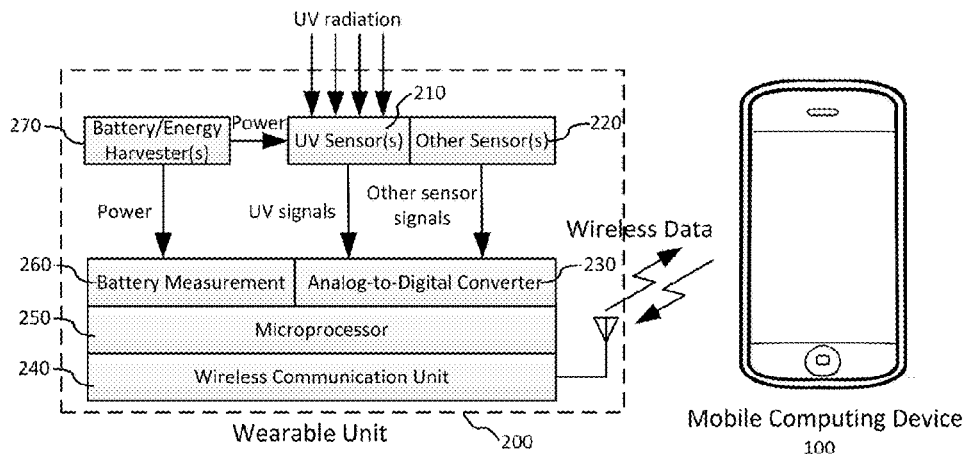 UV radiation
210
270
Battery/Energy
Harvester(s)
Power
UV Sensor(s)
Other Sensor(s)
220
Power
UV signals
Other sensor
signals
Wireless Data
260
Battery Measurement
Analog-to-Digital Converter
230
250
Microprocessor
240
Wireless Communication Unit
Wearable Unit
200
Mobile Computing Device
100